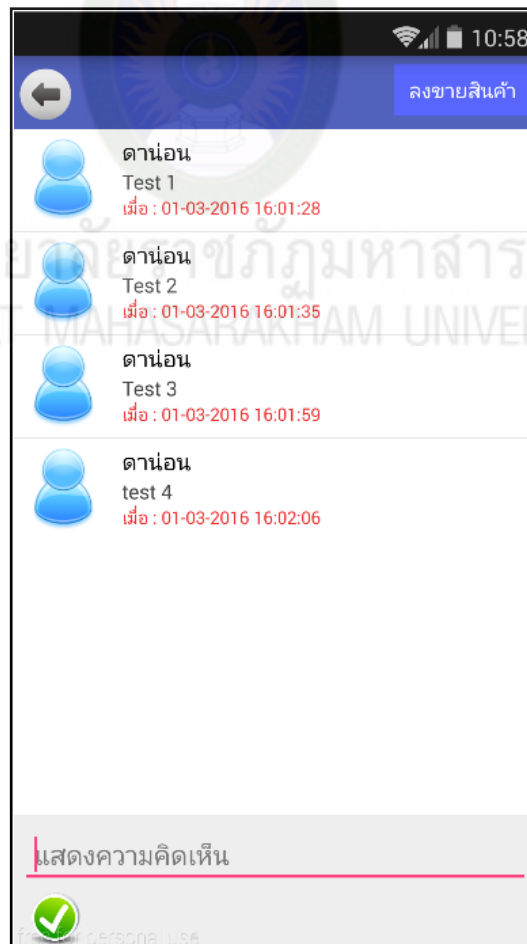 10:58
ลงขายสินค้า
ดาน่อน
Test 1
เมื่อ : 01-03-2016 16:01:28
ดาน่อน
Test 2
เมื่อ : 01-03-2016 16:01:35
ดาน่อน
Test 3
เมื่อ : 01-03-2016 16:01:59
ดาน่อน
test 4
เมื่อ : 01-03-2016 16:02:06
แสดงความคิดเห็น
free for personal use